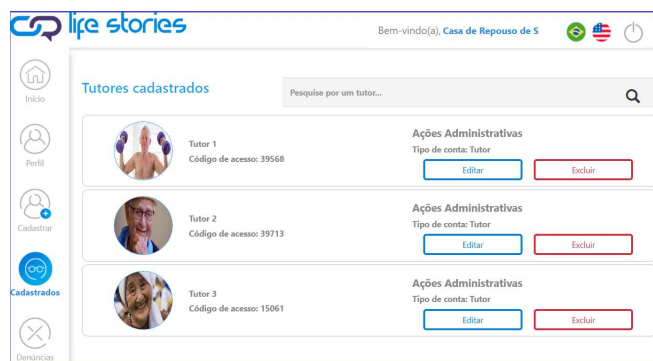 life stories
Bem-vindo(a), Casa de Repouso de S
Início
Perfil
Cadastrar
Cadastrados
Denúncias
Tutores cadastrados
Pesquise por um tutor...
Tutor 1
Código de acesso: 39568
Ações Administrativas
Tipo de conta: Tutor
Editar
Excluir
Tutor 2
Código de acesso: 39713
Ações Administrativas
Tipo de conta: Tutor
Editar
Excluir
Tutor 3
Código de acesso: 15061
Ações Administrativas
Tipo de conta: Tutor
Editar
Excluir